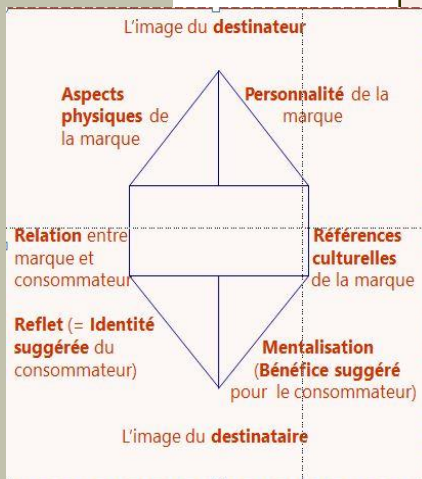 L'image du destinateur
Aspects
physiques de
la marque
Personnalité de la
marque
Relation entre
marque et
consommateur
Références
culturelles
de la marque
Reflet (= Identité
suggérée du
consommateur)
Mentalisation
(Bénéfice suggéré
pour le consommateur)
L'image du destinataire